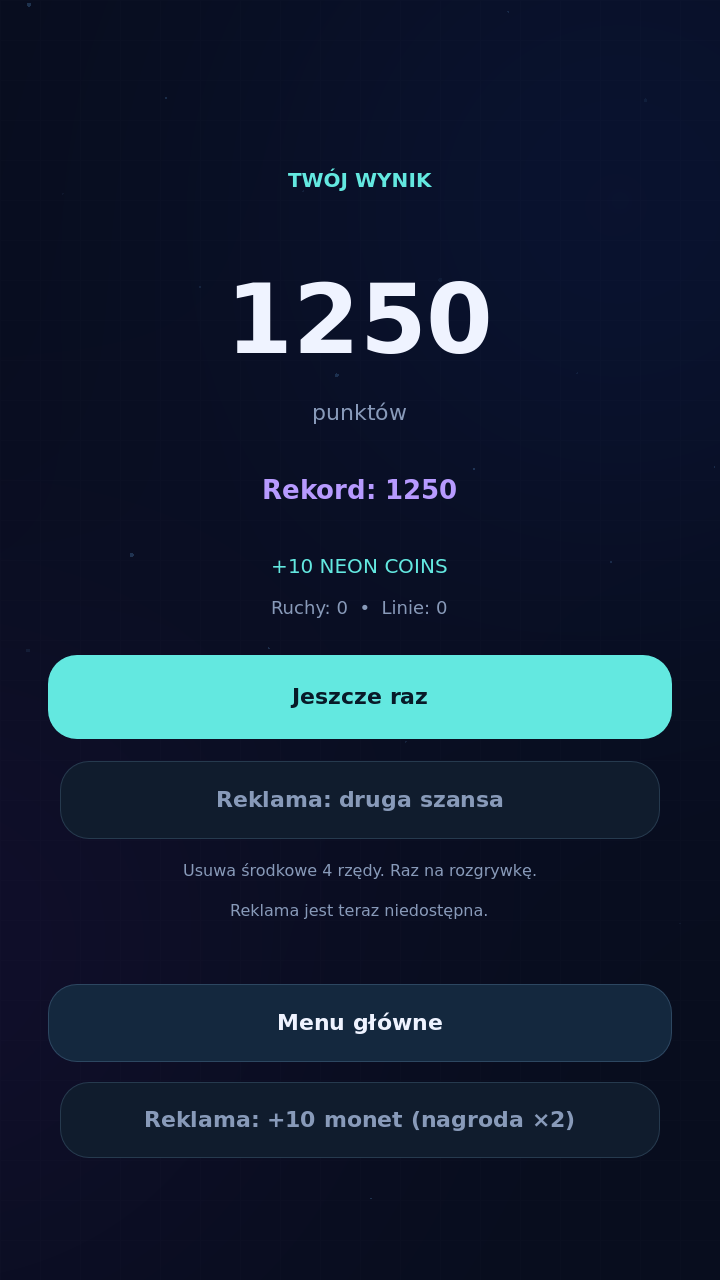 TWÓJ WYNIK
1250
punktów
Rekord: 1250
+10 NEON COINS
Ruchy: 0 • Linie: 0
Jeszcze raz
Reklama: druga szansa
Usuwa środkowe 4 rzędy. Raz na rozgrywkę.
Reklama jest teraz niedostępna.
Menu główne
Reklama: +10 monet (nagroda ×2)